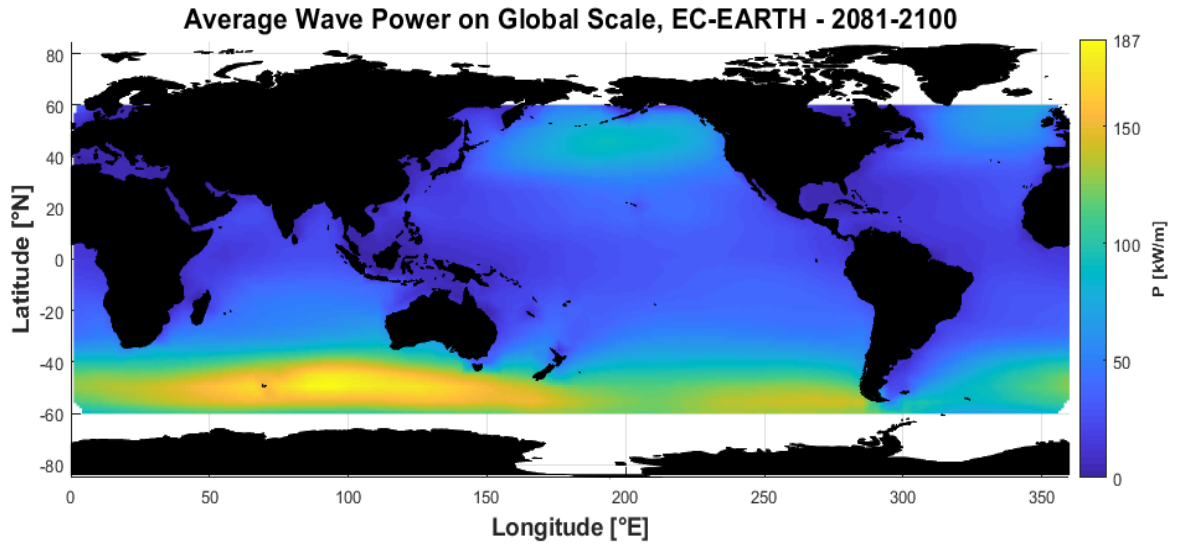 Average Wave Power on Global Scale, EC-EARTH - 2081-2100
Latitude [°N]
80
60
40
20
0
-20
-40
-60
-80
0 50 100 150 200 250 300 350
Longitude [°E]
187
150
100
50
0
P [kW/m]